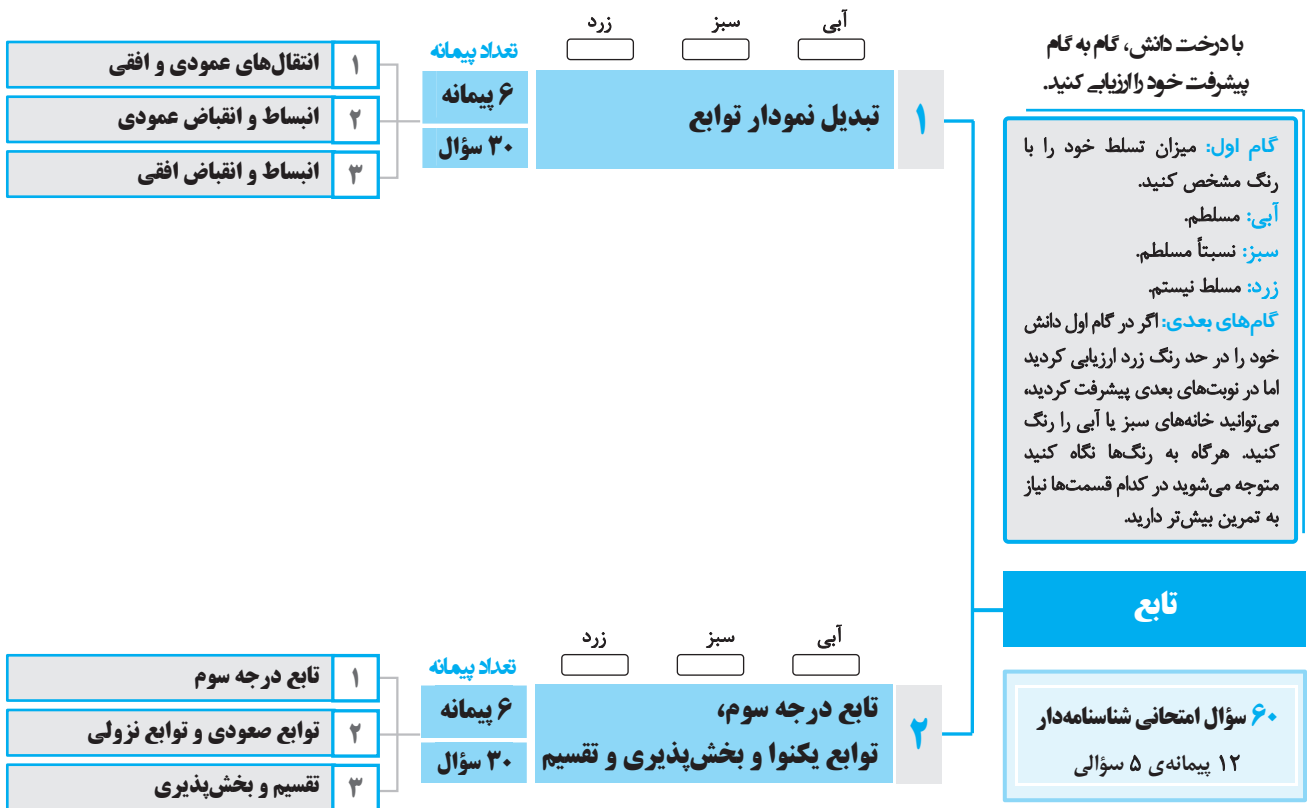 با درخت دانش، گام به گام
پیشرفت خود را ارزیابی کنید.
گام اول: میزان تسلط خود را با
رنگ مشخص کنید.
آبی: مسلطم.
سبز: نسبتاً مسلطم.
زرد: مسلط نیستم.
گام‌های بعدی: اگر در گام اول دانش
خود را در حد رنگ زرد ارزیابی کردید
اما در نوبت‌های بعدی پیشرفت کردید،
می‌توانید خانه‌های سبز یا آبی را رنگ
کنید. هرگاه به رنگ‌ها نگاه کنید
متوجه می‌شوید در کدام قسمت‌ها نیاز
به تمرین بیش‌تر دارید.
تابع
۶۰ سؤال امتحانی شناسنامه‌دار
۱۲ پیمانه‌ی ۵ سؤالی
آبی سبز زرد
۱
تبدیل نمودار توابع
تعداد پیمانه
۶ پیمانه
۳۰ سؤال
۱ انتقال‌های عمودی و افقی
۲ انبساط و انقباض عمودی
۳ انبساط و انقباض افقی
آبی سبز زرد
۲
تابع درجه سوم،
توابع یکنوا و بخش‌پذیری و تقسیم
تعداد پیمانه
۶ پیمانه
۳۰ سؤال
۱ تابع درجه سوم
۲ توابع صعودی و توابع نزولی
۳ تقسیم و بخش‌پذیری